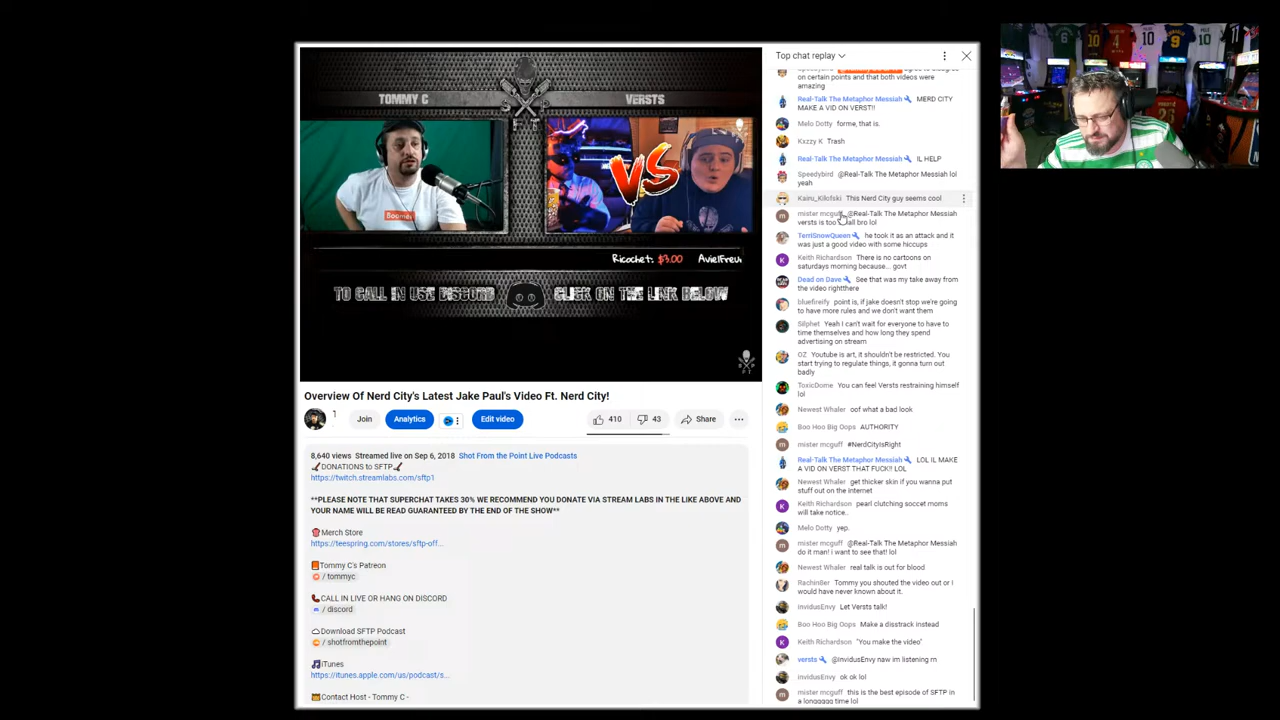 TOMMY C
VERSTS
VS
Boomer
Ricochet: $3.00
TO CALL IN USE DISCORD
CLICK ON THE LINK BELOW
Overview Of Nerd City's Latest Jake Paul's Video Ft. Nerd City!
Join
Analytics
Edit video
410
43
Share
8,640 views Streamed live on Sep 6, 2018 Shot From the Point Live Podcasts
DONATIONS to SFTP
https://twitch.streamlabs.com/sftp1
**PLEASE NOTE THAT SUPERCHAT TAKES 30% WE RECOMMEND YOU DONATE VIA STREAM LABS IN THE LIKE ABOVE AND
YOUR NAME WILL BE READ GUARANTEED BY THE END OF THE SHOW**
Merch Store
https://teespring.com/stores/sftp-off...
Tommy C's Patreon
/ tommyc
CALL IN LIVE OR HANG ON DISCORD
/ discord
Download SFTP Podcast
/ shotfromthepoint
iTunes
https://itunes.apple.com/us/podcast/s...
Contact Host - Tommy C -
Top chat replay
on certain points and that both videos were
amazing
Real-Talk The Metaphor Messiah MERD CITY
MAKE A VID ON VERST!!
Melo Dotty forme, that is.
Kxzzy K Trash
Real-Talk The Metaphor Messiah IL HELP
Speedybird @Real-Talk The Metaphor Messiah lol
yeah
Kairu_Kilofski This Nerd City guy seems cool
mister mcguff @Real-Talk The Metaphor Messiah
versts is too small bro lol
TerriSnowQueen he took it as an attack and it
was just a good video with some hiccups
Keith Richardson There is no cartoons on
saturdays morning because... govt
Dead on Dave See that was my take away from
the video rightthere
bluefireify point is, if jake doesn't stop we're going
to have more rules and we don't want them
Silphet Yeah I can't wait for everyone to have to
time themselves and how long they spend
advertising on stream
OZ Youtube is art, it shouldn't be restricted. You
start trying to regulate things, it gonna turn out
badly
ToxicDome You can feel Versts restraining himself
lol
Newest Whaler oof what a bad look
Boo Hoo Big Oops AUTHORITY
mister mcguff #NerdCityIsRight
Real-Talk The Metaphor Messiah LOL IL MAKE
A VID ON VERST THAT FUCK!! LOL
Newest Whaler get thicker skin if you wanna put
stuff out on the internet
Keith Richardson pearl clutching soccet moms
will take notice..
Melo Dotty yep.
mister mcguff @Real-Talk The Metaphor Messiah
do it man! i want to see that! lol
Newest Whaler real talk is out for blood
Rachin8er Tommy you shouted the video out or I
would have never known about it.
invidusEnvy Let Versts talk!
Boo Hoo Big Oops Make a disstrack instead
Keith Richardson "You make the video"
versts @InvidusEnvy naw im listening rn
invidusEnvy ok ok lol
mister mcguff this is the best episode of SFTP in
a longgggg time lol